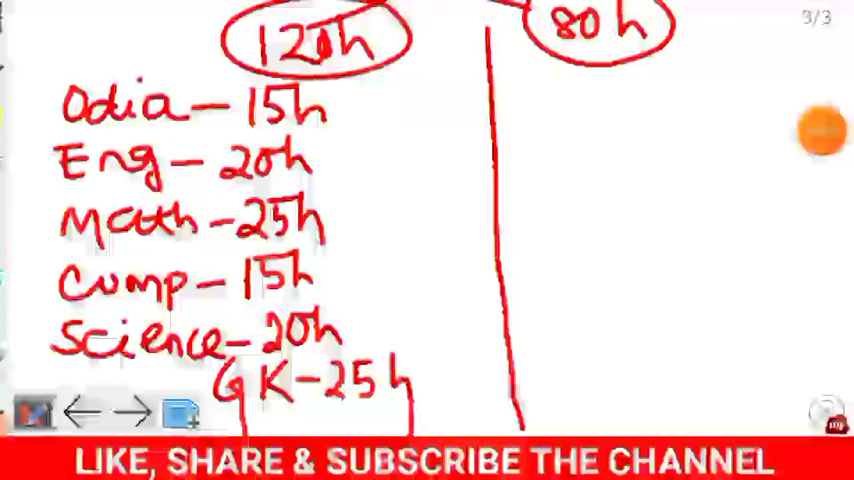 3/3
120h 80h
Odia - 15h
Eng - 20h
Math - 25h
Comp - 15h
Science - 20h
GK - 25h
LIKE, SHARE & SUBSCRIBE THE CHANNEL